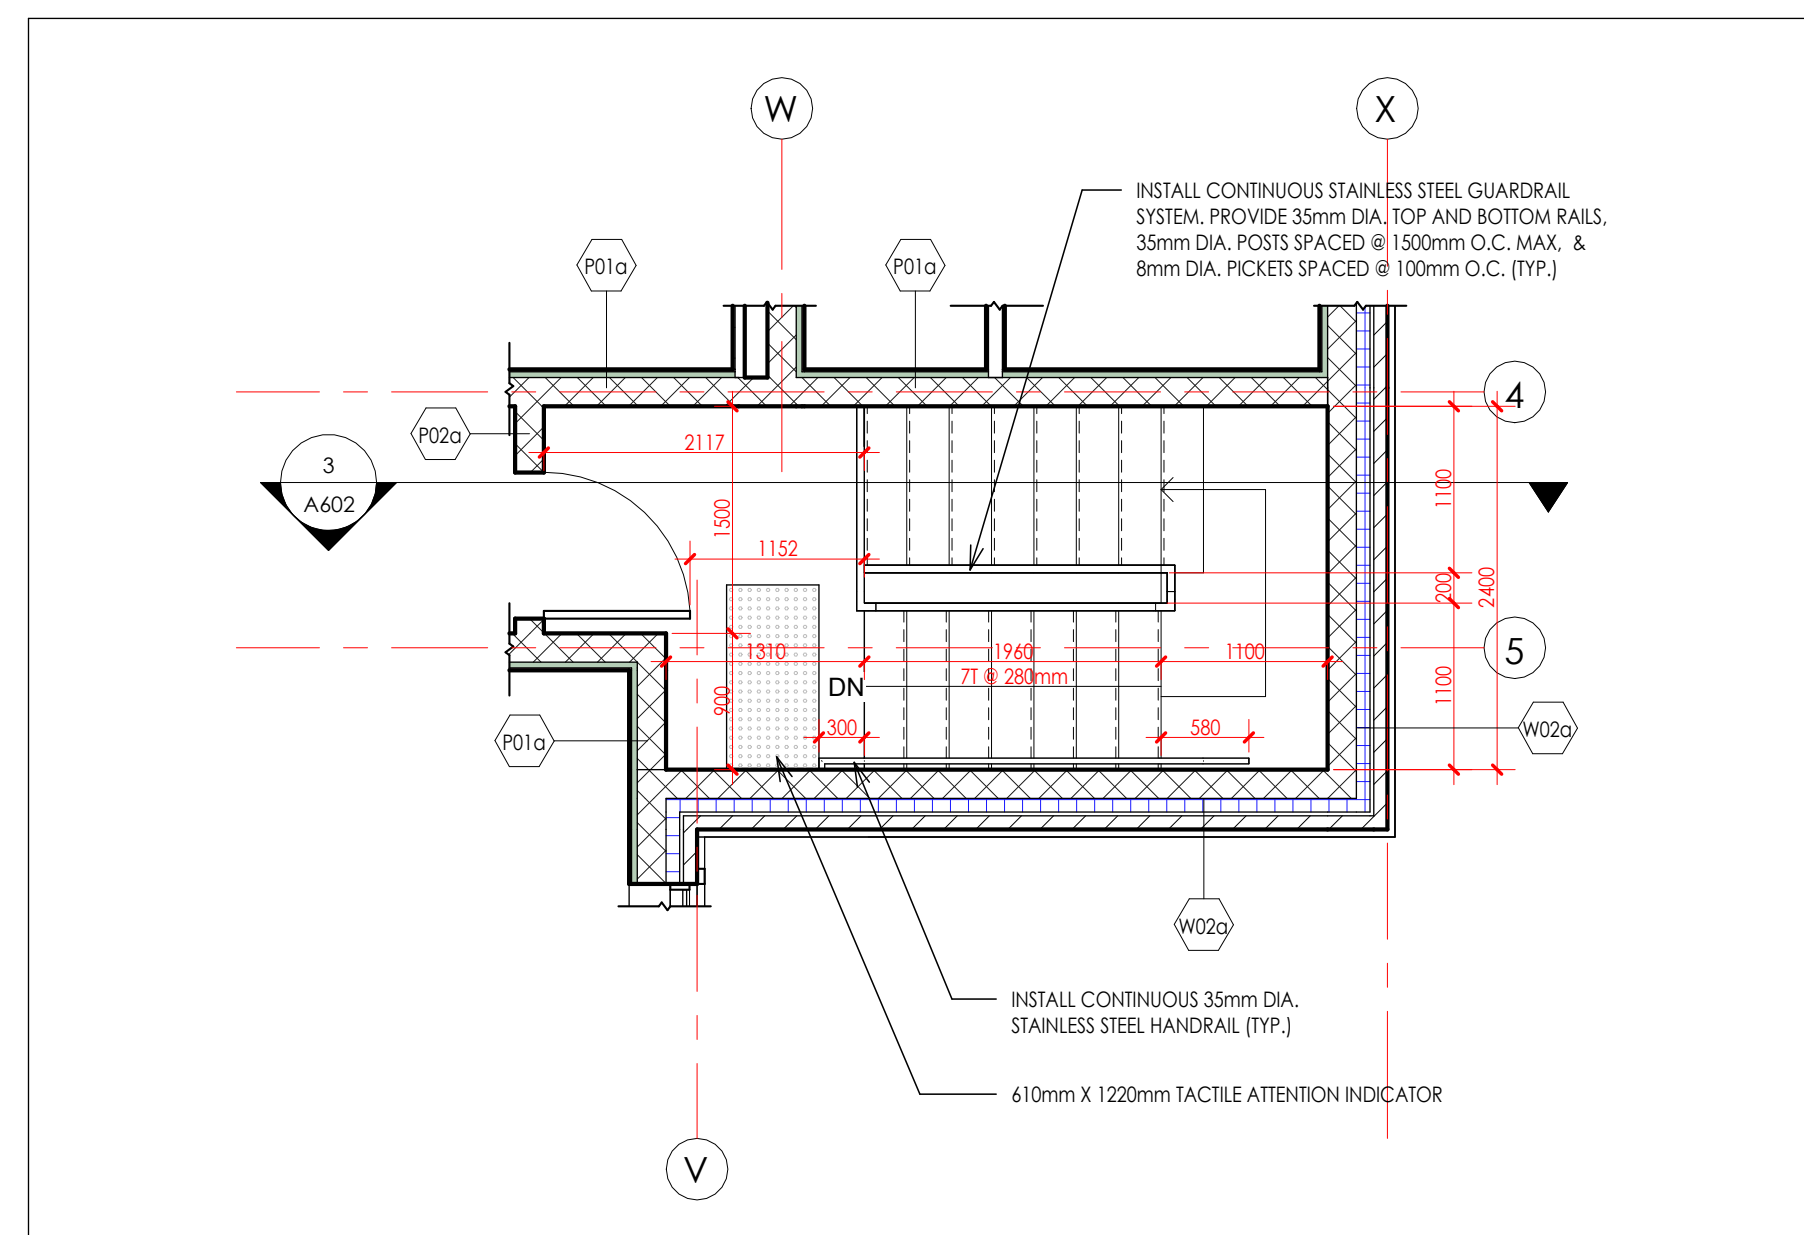 W
X
INSTALL CONTINUOUS STAINLESS STEEL GUARDRAIL
SYSTEM. PROVIDE 35mm DIA. TOP AND BOTTOM RAILS,
35mm DIA. POSTS SPACED @ 1500mm O.C. MAX, &
8mm DIA. PICKETS SPACED @ 100mm O.C. (TYP.)
P01a
P01a
4
P02a
2117
3
A602
1100
1500
1152
200
2400
5
1310
1960
1100
7T @ 280mm
DN
1100
900
300
580
P01a
W02a
W02a
INSTALL CONTINUOUS 35mm DIA.
STAINLESS STEEL HANDRAIL (TYP.)
610mm X 1220mm TACTILE ATTENTION INDICATOR
V